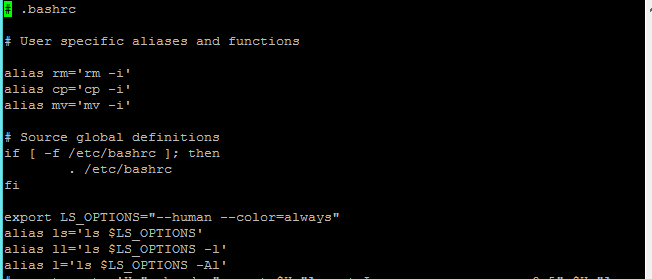 # .bashrc
# User specific aliases and functions
alias rm='rm -i'
alias cp='cp -i'
alias mv='mv -i'
# Source global definitions
if [ -f /etc/bashrc ]; then
        . /etc/bashrc
fi
export LS_OPTIONS="--human --color=always"
alias ls='ls $LS_OPTIONS'
alias ll='ls $LS_OPTIONS -l'
alias l='ls $LS_OPTIONS -Al'